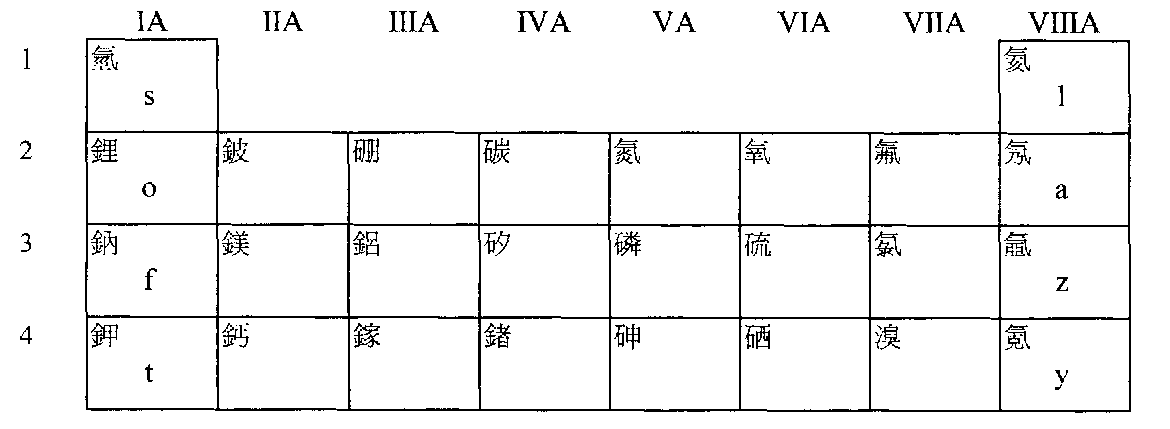 IA IIA IIIA IVA VA VIA VIIA VIIIA
1 氫 氦
s l
2 鋰 鈹 硼 碳 氮 氧 氟 氖
o a
3 鈉 鎂 鋁 矽 磷 硫 氯 氬
f z
4 鉀 鈣 鎵 鍺 砷 硒 溴 氪
t y